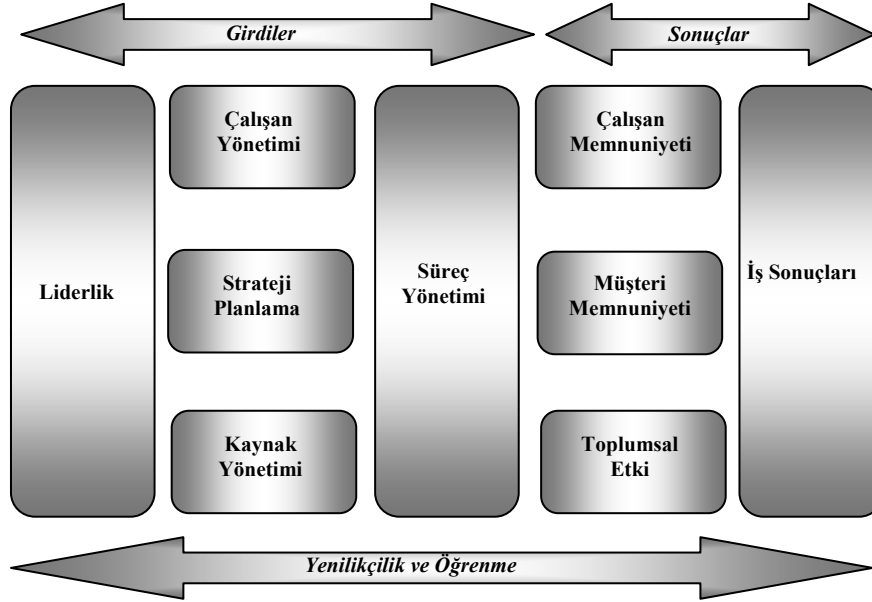 Girdiler
Sonuçlar
Liderlik
Çalışan
Yönetimi
Strateji
Planlama
Kaynak
Yönetimi
Süreç
Yönetimi
Çalışan
Memnuniyeti
Müşteri
Memnuniyeti
Toplumsal
Etki
İş Sonuçları
Yenilikçilik ve Öğrenme